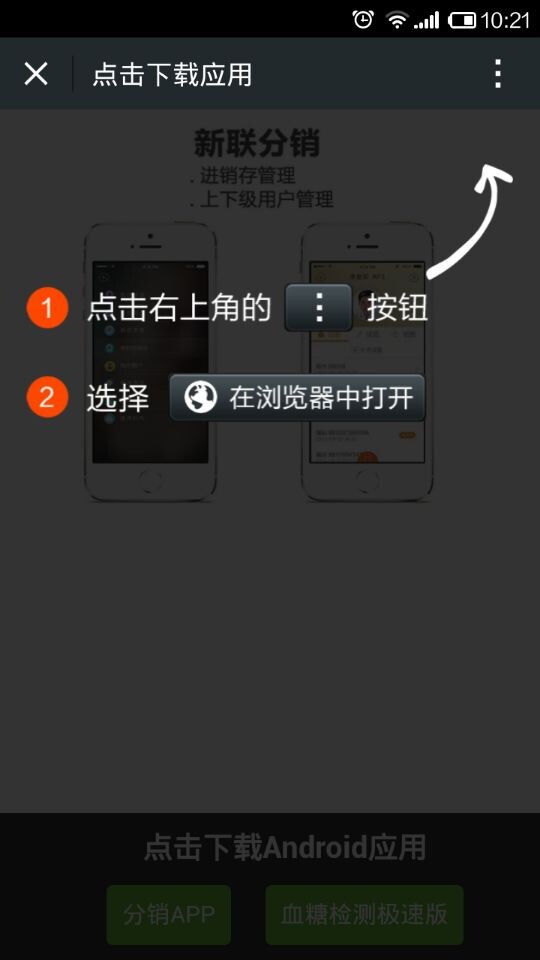 10:21
点击下载应用
新联分销
. 进销存管理
. 上下级用户管理
1 点击右上角的 按钮
2 选择 在浏览器中打开
点击下载Android应用
分销APP 血糖检测极速版